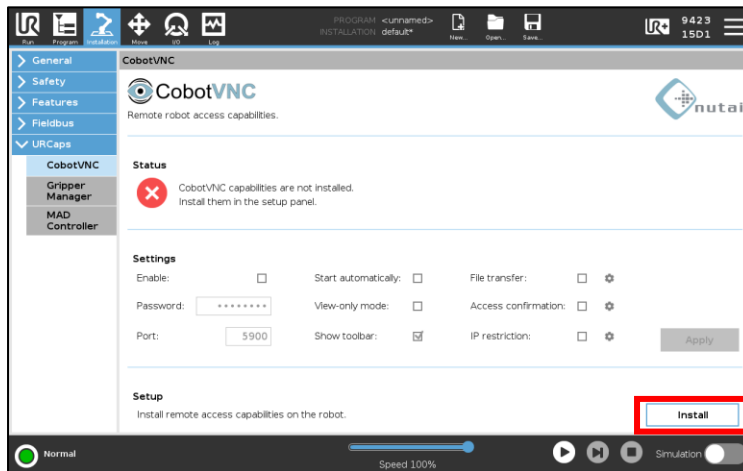 PROGRAM <unnamed>
INSTALLATION default*
Run Program Installation Move I/O Log New... Open... Save...
UR+
9423
15D1
General
Safety
Features
Fieldbus
URCaps
CobotVNC
Gripper
Manager
MAD
Controller
CobotVNC
CobotVNC
Remote robot access capabilities.
nutai
Status
CobotVNC capabilities are not installed.
Install them in the setup panel.
Settings
Enable: Start automatically: File transfer:
Password: •••••••• View-only mode: Access confirmation:
Port: 5900 Show toolbar: IP restriction:
Apply
Setup
Install remote access capabilities on the robot.
Install
Normal
Speed 100%
Simulation